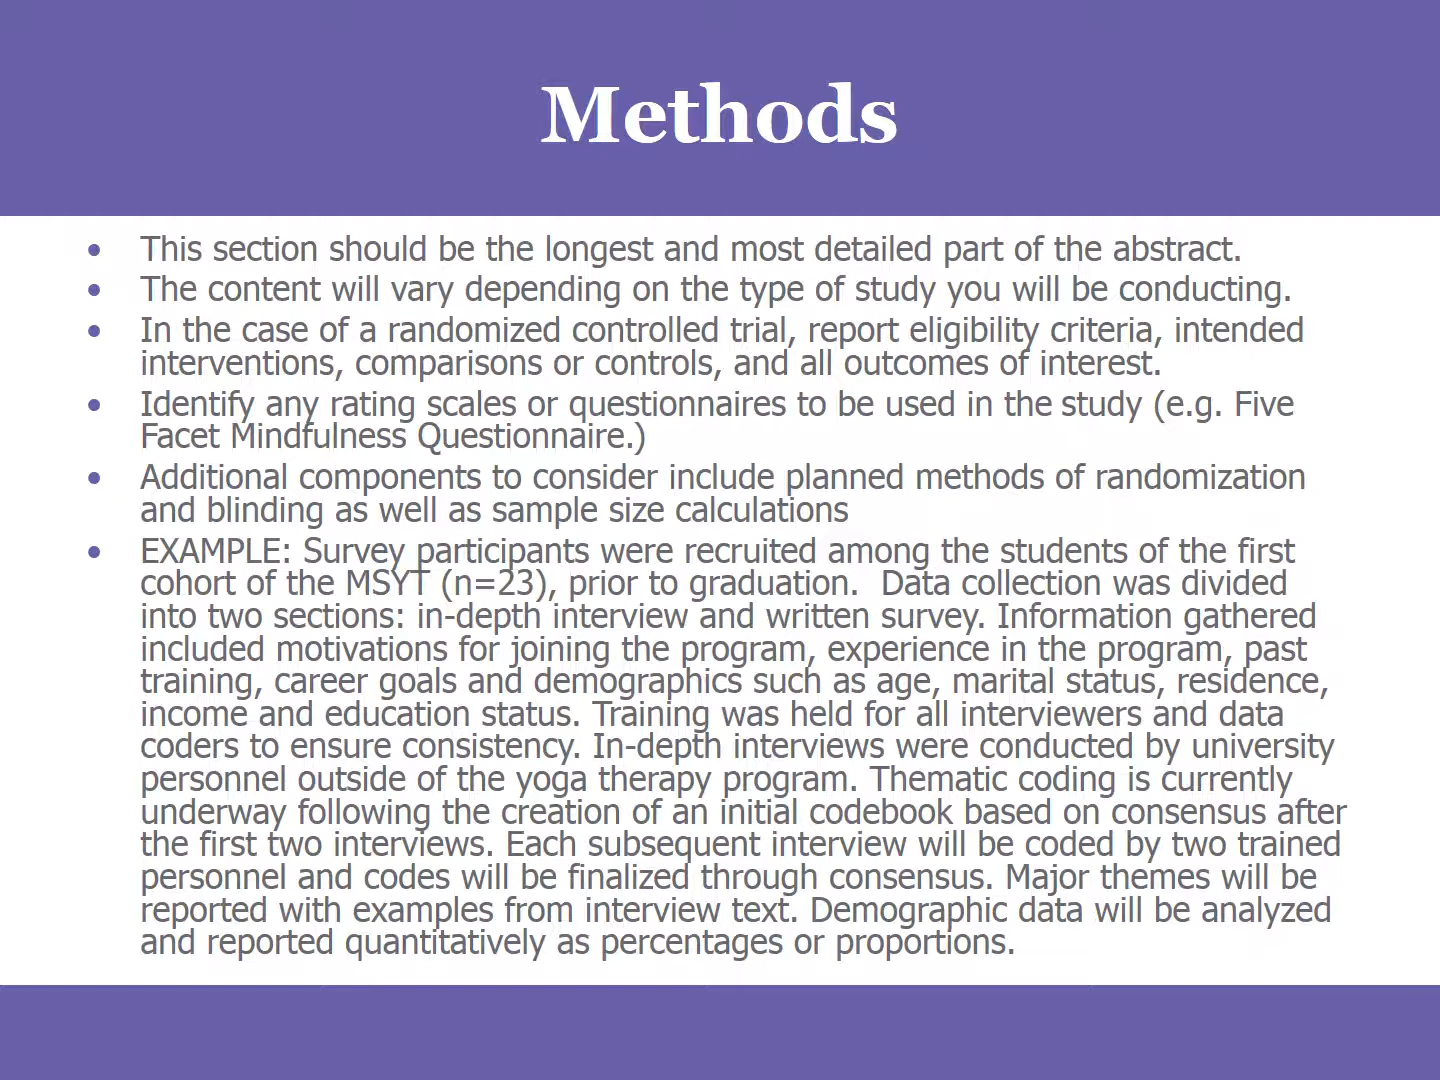 Methods
• This section should be the longest and most detailed part of the abstract.
• The content will vary depending on the type of study you will be conducting.
• In the case of a randomized controlled trial, report eligibility criteria, intended
interventions, comparisons or controls, and all outcomes of interest.
• Identify any rating scales or questionnaires to be used in the study (e.g. Five
Facet Mindfulness Questionnaire.)
• Additional components to consider include planned methods of randomization
and blinding as well as sample size calculations
• EXAMPLE: Survey participants were recruited among the students of the first
cohort of the MSYT (n=23), prior to graduation.  Data collection was divided
into two sections: in-depth interview and written survey. Information gathered
included motivations for joining the program, experience in the program, past
training, career goals and demographics such as age, marital status, residence,
income and education status. Training was held for all interviewers and data
coders to ensure consistency. In-depth interviews were conducted by university
personnel outside of the yoga therapy program. Thematic coding is currently
underway following the creation of an initial codebook based on consensus after
the first two interviews. Each subsequent interview will be coded by two trained
personnel and codes will be finalized through consensus. Major themes will be
reported with examples from interview text. Demographic data will be analyzed
and reported quantitatively as percentages or proportions.